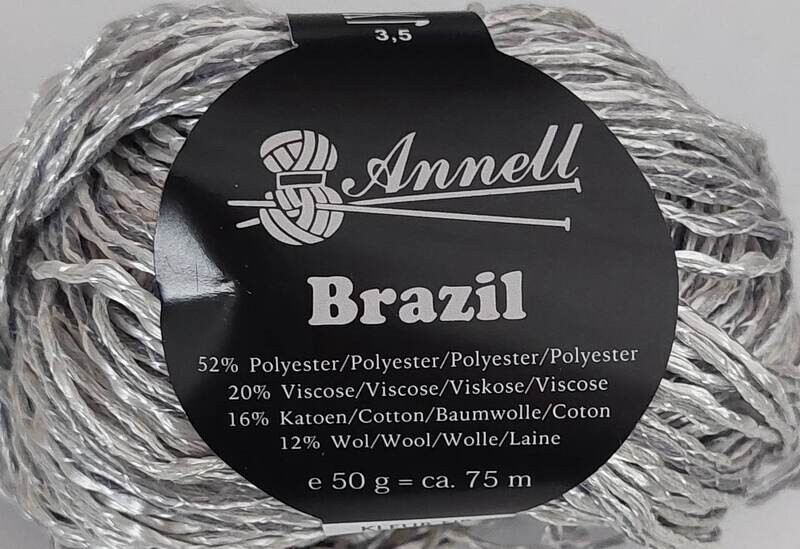 3,5
Annell
Brazil
52% Polyester/Polyester/Polyester/Polyester
20% Viscose/Viscose/Viskose/Viscose
16% Katoen/Cotton/Baumwolle/Coton
12% Wol/Wool/Wolle/Laine
e 50 g = ca. 75 m